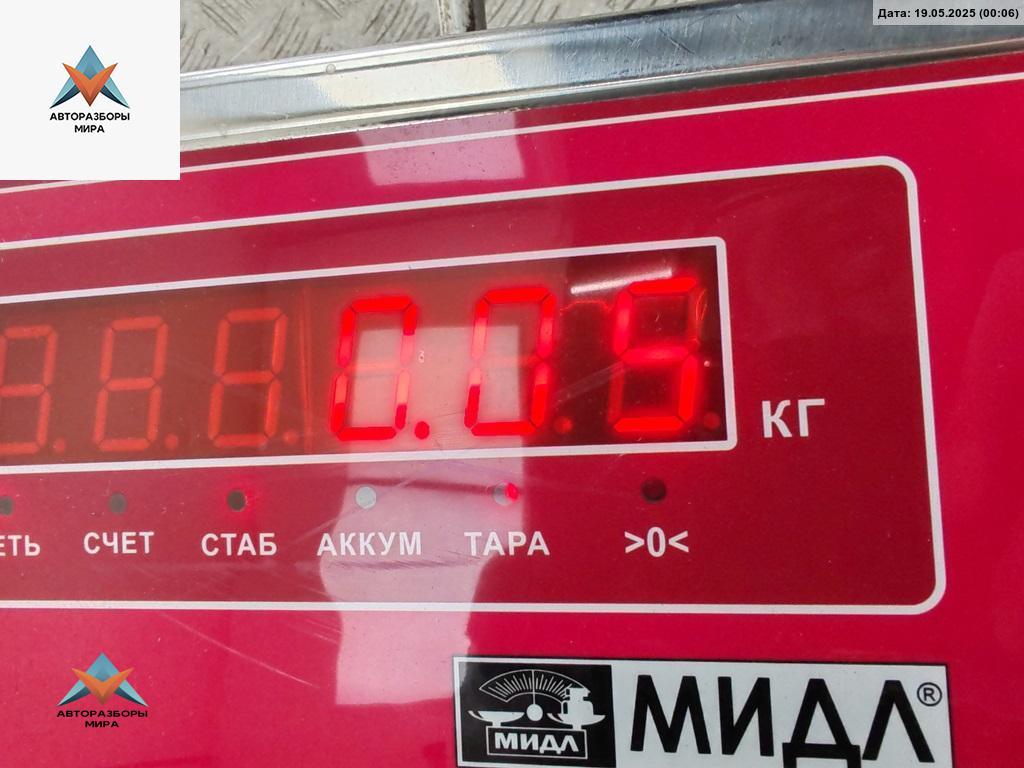 Дата: 19.05.2025 (00:06)
АВТОРАЗБОРЫ
МИРА
0.05
КГ
ЕТЬ СЧЕТ СТАБ АККУМ ТАРА >0<
АВТОРАЗБОРЫ
МИРА
МИДЛ
МИДЛ®